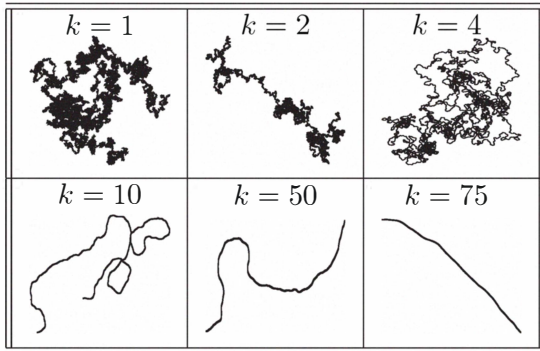 k = 1
k = 2
k = 4
k = 10
k = 50
k = 75